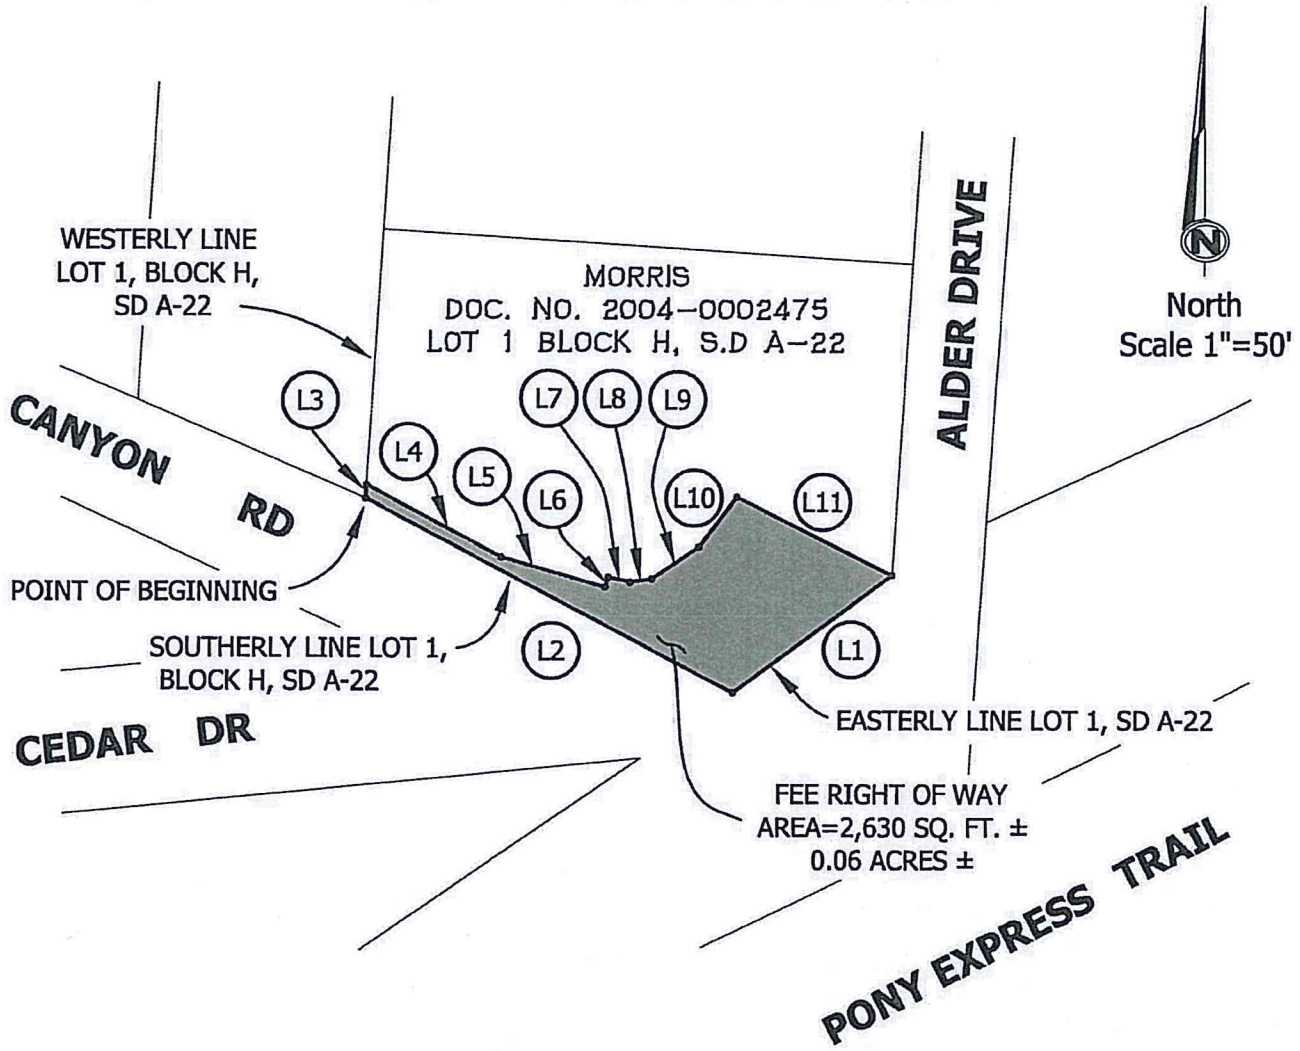 WESTERLY LINE
LOT 1, BLOCK H,
SD A-22
MORRIS
DOC. NO. 2004-0002475
LOT 1 BLOCK H, S.D A-22
ALDER DRIVE
N
North
Scale 1"=50'
CANYON RD
L3
L4
L5
L6
L7
L8
L9
L10
L11
POINT OF BEGINNING
SOUTHERLY LINE LOT 1,
BLOCK H, SD A-22
L2
L1
EASTERLY LINE LOT 1, SD A-22
CEDAR DR
FEE RIGHT OF WAY
AREA=2,630 SQ. FT. ±
0.06 ACRES ±
PONY EXPRESS TRAIL